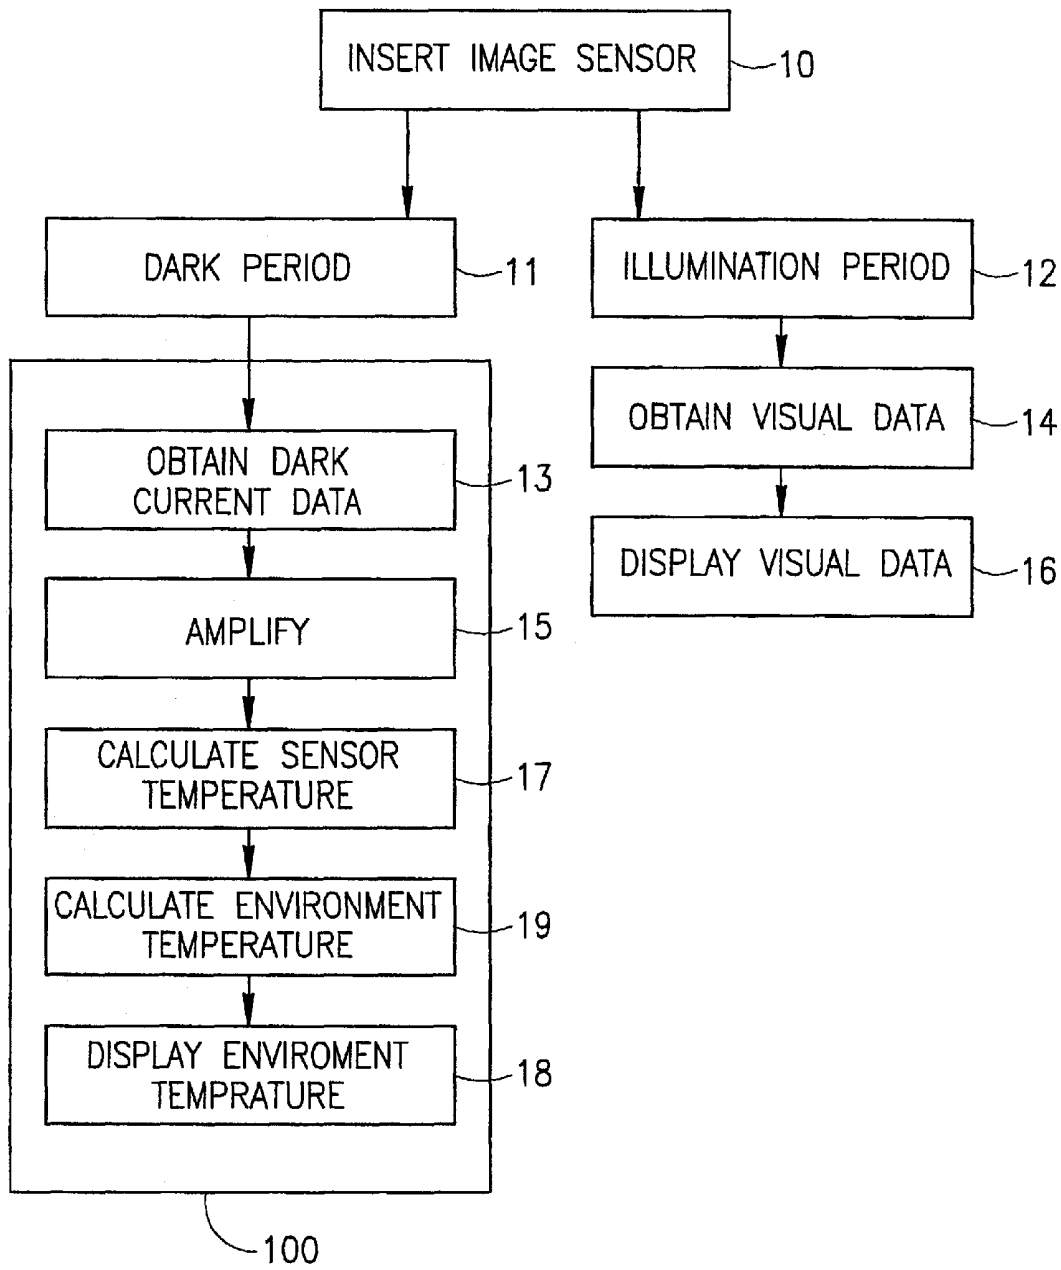 INSERT IMAGE SENSOR
10
DARK PERIOD
11
ILLUMINATION PERIOD
12
OBTAIN DARK
CURRENT DATA
13
OBTAIN VISUAL DATA
14
AMPLIFY
15
DISPLAY VISUAL DATA
16
CALCULATE SENSOR
TEMPERATURE
17
CALCULATE ENVIRONMENT
TEMPERATURE
19
DISPLAY ENVIROMENT
TEMPRATURE
18
100